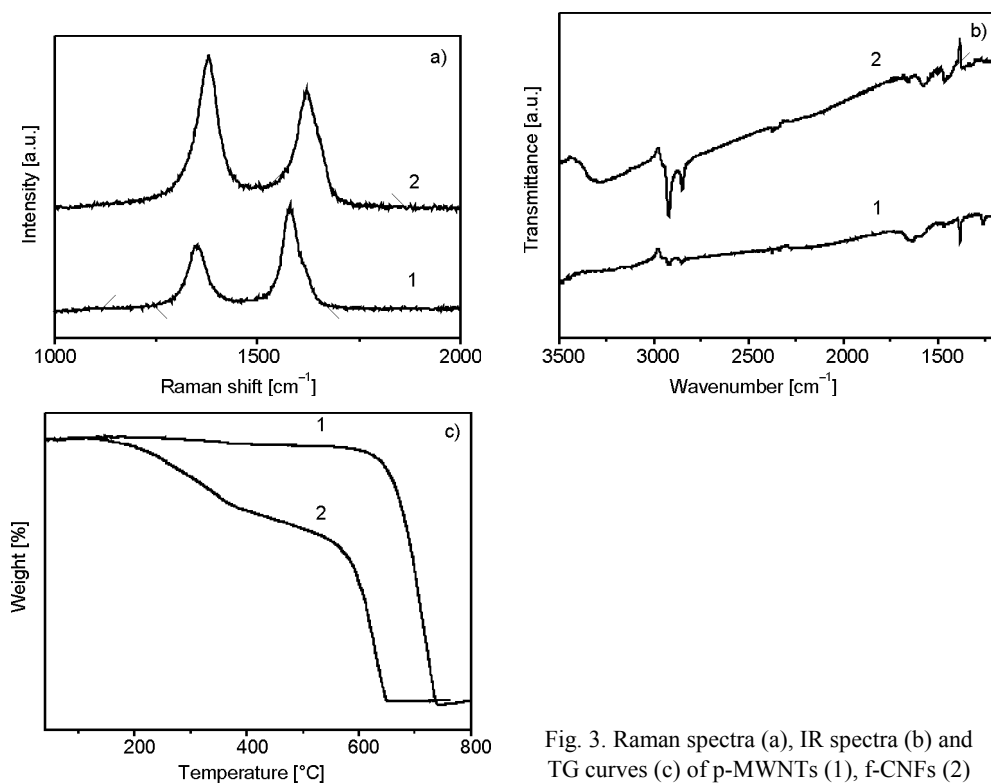 a)
Intensity [a.u.]
2
1
1000 1500 2000
Raman shift [cm⁻¹]
b)
Transmittance [a.u.]
2
1
3500 3000 2500 2000 1500
Wavenumber [cm⁻¹]
c)
Weight [%]
1
2
200 400 600 800
Temperature [°C]
Fig. 3. Raman spectra (a), IR spectra (b) and
TG curves (c) of p-MWNTs (1), f-CNFs (2)